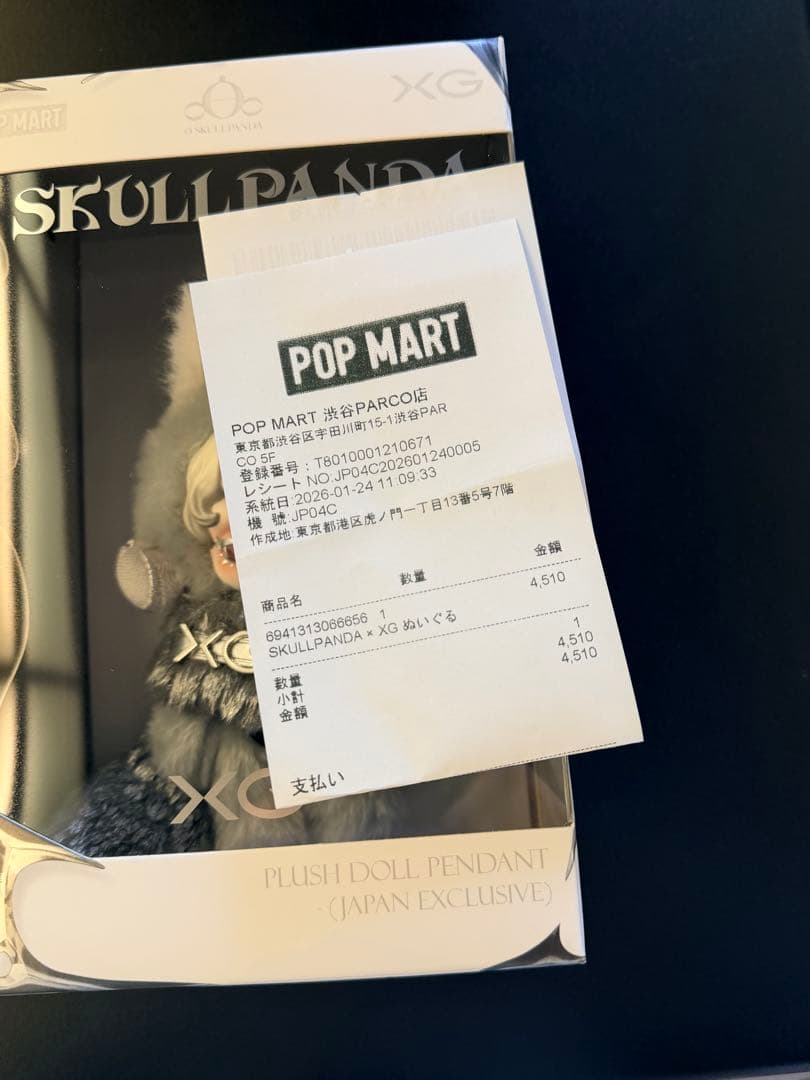 POP MART
SKULLPANDA
XG
SKULLPANDA
POP MART
POP MART 渋谷PARCO店
東京都渋谷区宇田川町15-1渋谷PAR
CO 5F
登録番号：T8010001210671
レシートNO:JP04C202601240005
系統日:2026-01-24 11:09:33
機 號:JP04C
作成地:東京都港区虎ノ門一丁目13番5号7階
商品名 數量 金額
6941313066656 1 4,510
SKULLPANDA × XG ぬいぐる
數量 1
小計 4,510
金額 4,510
支払い
XG
XG
PLUSH DOLL PENDANT
(JAPAN EXCLUSIVE)